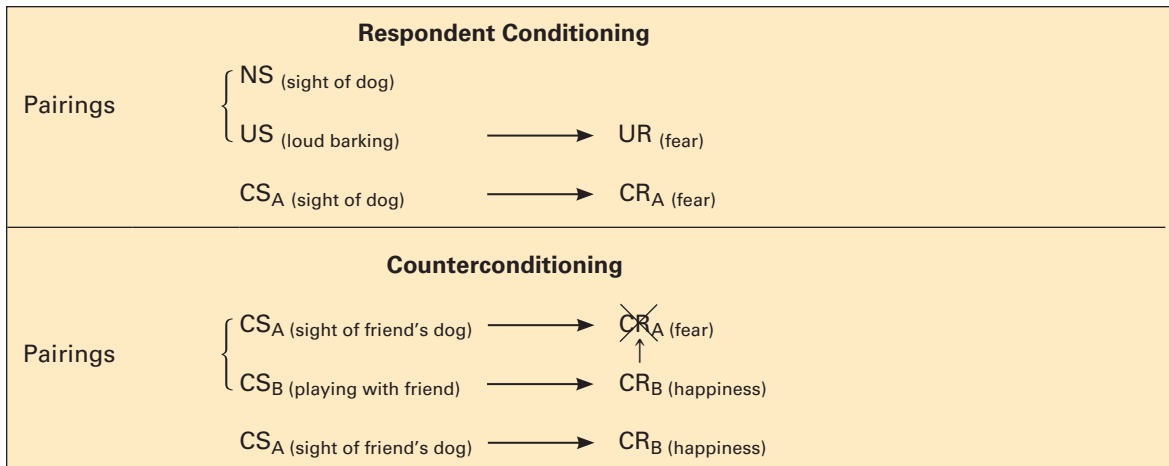 Respondent Conditioning
NS (sight of dog)
Pairings
US (loud barking) UR (fear)
CSA (sight of dog) CRA (fear)
Counterconditioning
CSA (sight of friend's dog) CRA (fear)
Pairings
CSB (playing with friend) CRB (happiness)
CSA (sight of friend's dog) CRB (happiness)